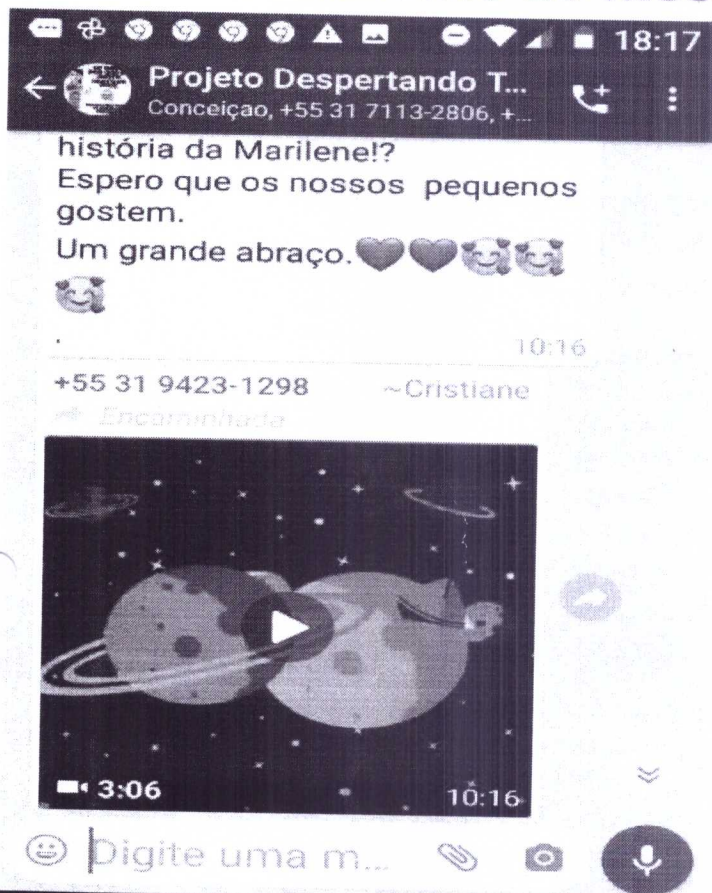 18:17
Projeto Despertando T...
Conceiçao, +55 31 7113-2806, +...
história da Marilene!?
Espero que os nossos pequenos
gostem.
Um grande abraço.
.
10:16
+55 31 9423-1298 ~Cristiane
Encaminhada
3:06
10:16
Digite uma m...